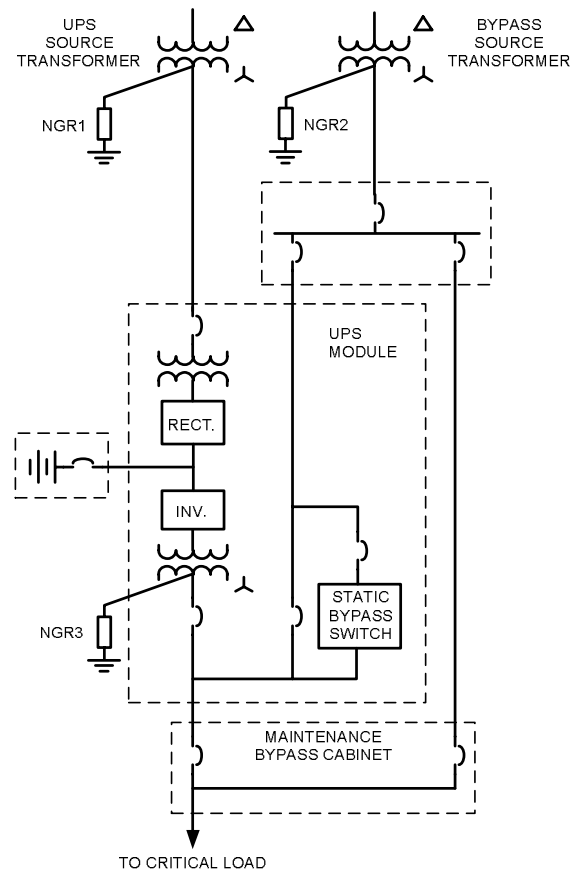 UPS
SOURCE
TRANSFORMER
BYPASS
SOURCE
TRANSFORMER
NGR1
NGR2
UPS
MODULE
RECT.
INV.
STATIC
BYPASS
SWITCH
NGR3
MAINTENANCE
BYPASS CABINET
TO CRITICAL LOAD